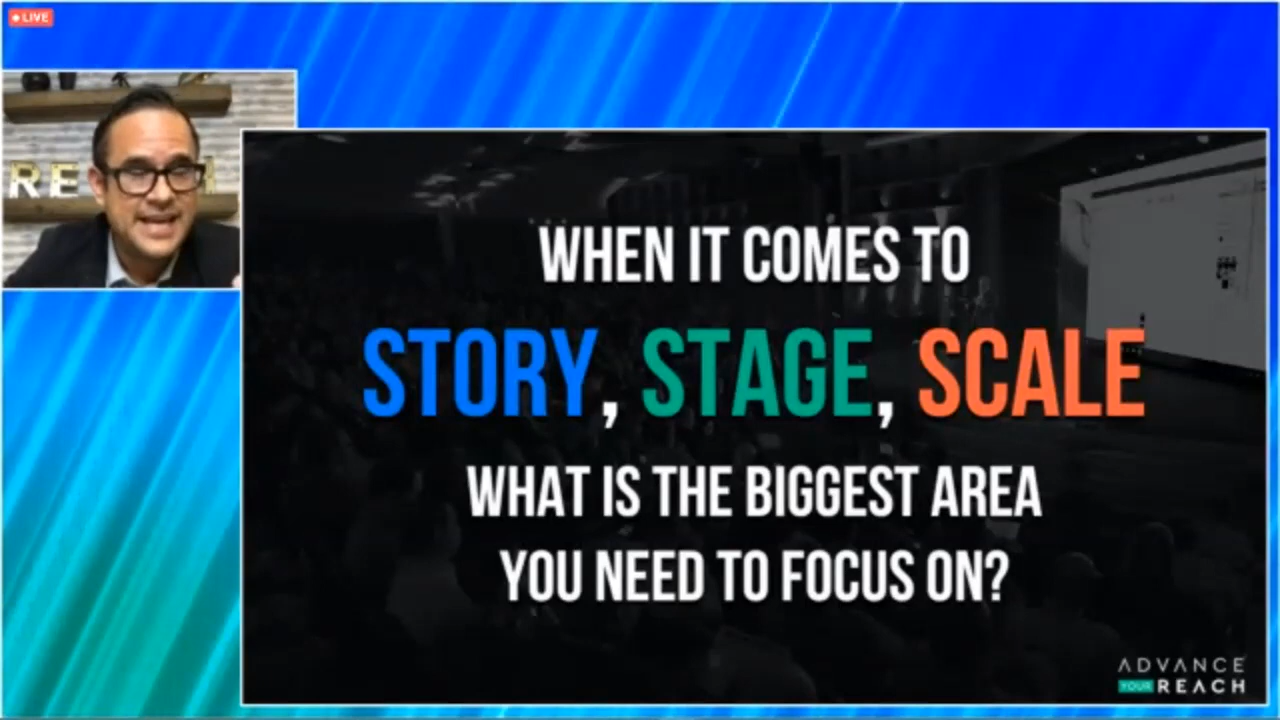 LIVE
RE H
WHEN IT COMES TO
STORY, STAGE, SCALE
WHAT IS THE BIGGEST AREA
YOU NEED TO FOCUS ON?
ADVANCE
YOUR REACH